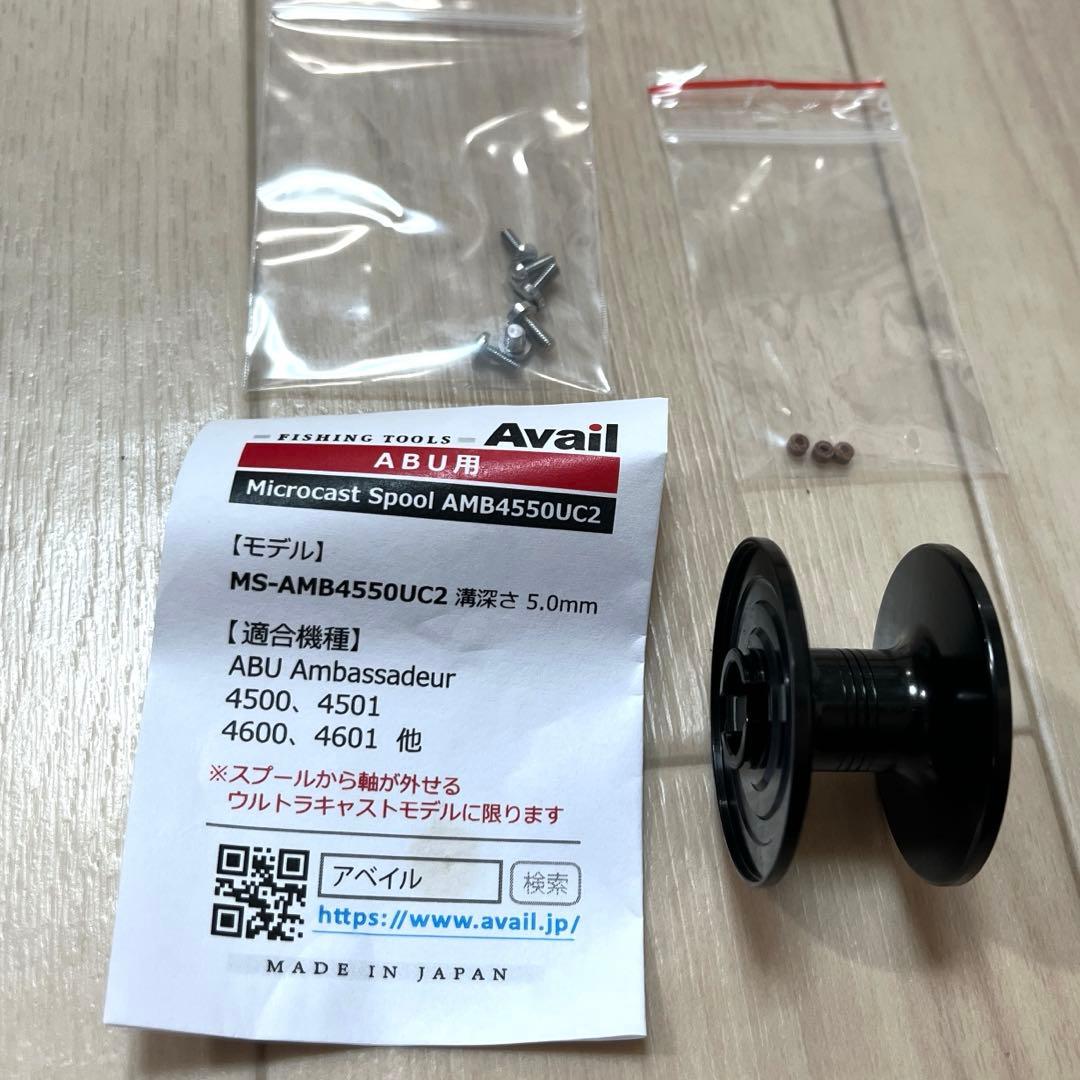 FISHING TOOLS Avail
ABU用
Microcast Spool AMB4550UC2
【モデル】
MS-AMB4550UC2 溝深さ 5.0mm
【適合機種】
ABU Ambassadeur
4500、4501
4600、4601 他
※スプールから軸が外せる
ウルトラキャストモデルに限ります
アベイル 検索
https://www.avail.jp/
MADE IN JAPAN